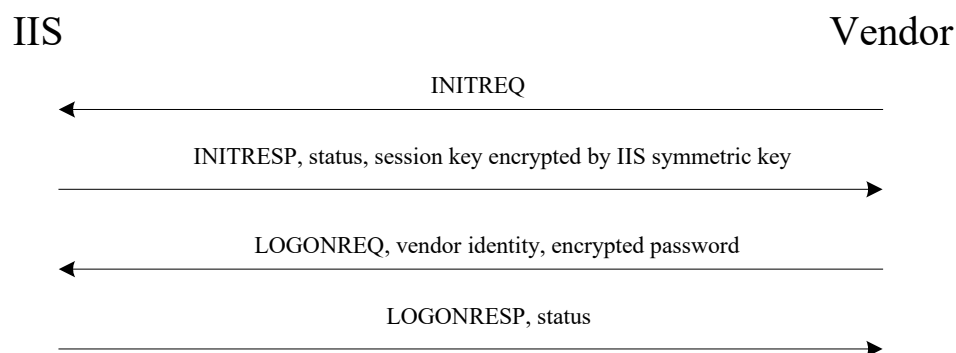 IIS Vendor
INITREQ
INITRESP, status, session key encrypted by IIS symmetric key
LOGONREQ, vendor identity, encrypted password
LOGONRESP, status